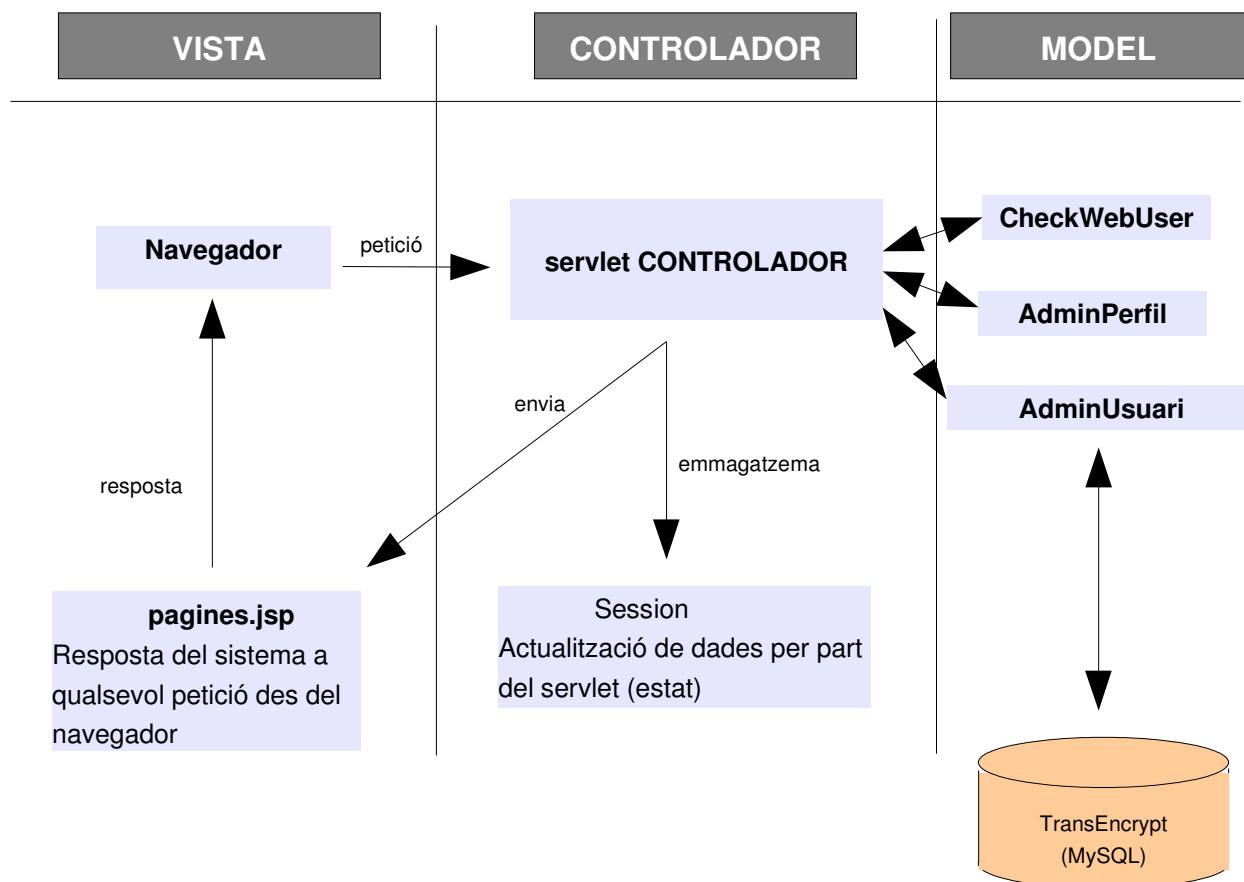 VISTA
CONTROLADOR
MODEL
CheckWebUser
Navegador
petició
servlet CONTROLADOR
AdminPerfil
AdminUsuari
envia
emmagatzema
resposta
pagines.jsp
Resposta del sistema a
qualsevol petició des del
navegador
Session
Actualització de dades per part
del servlet (estat)
TransEncrypt
(MySQL)